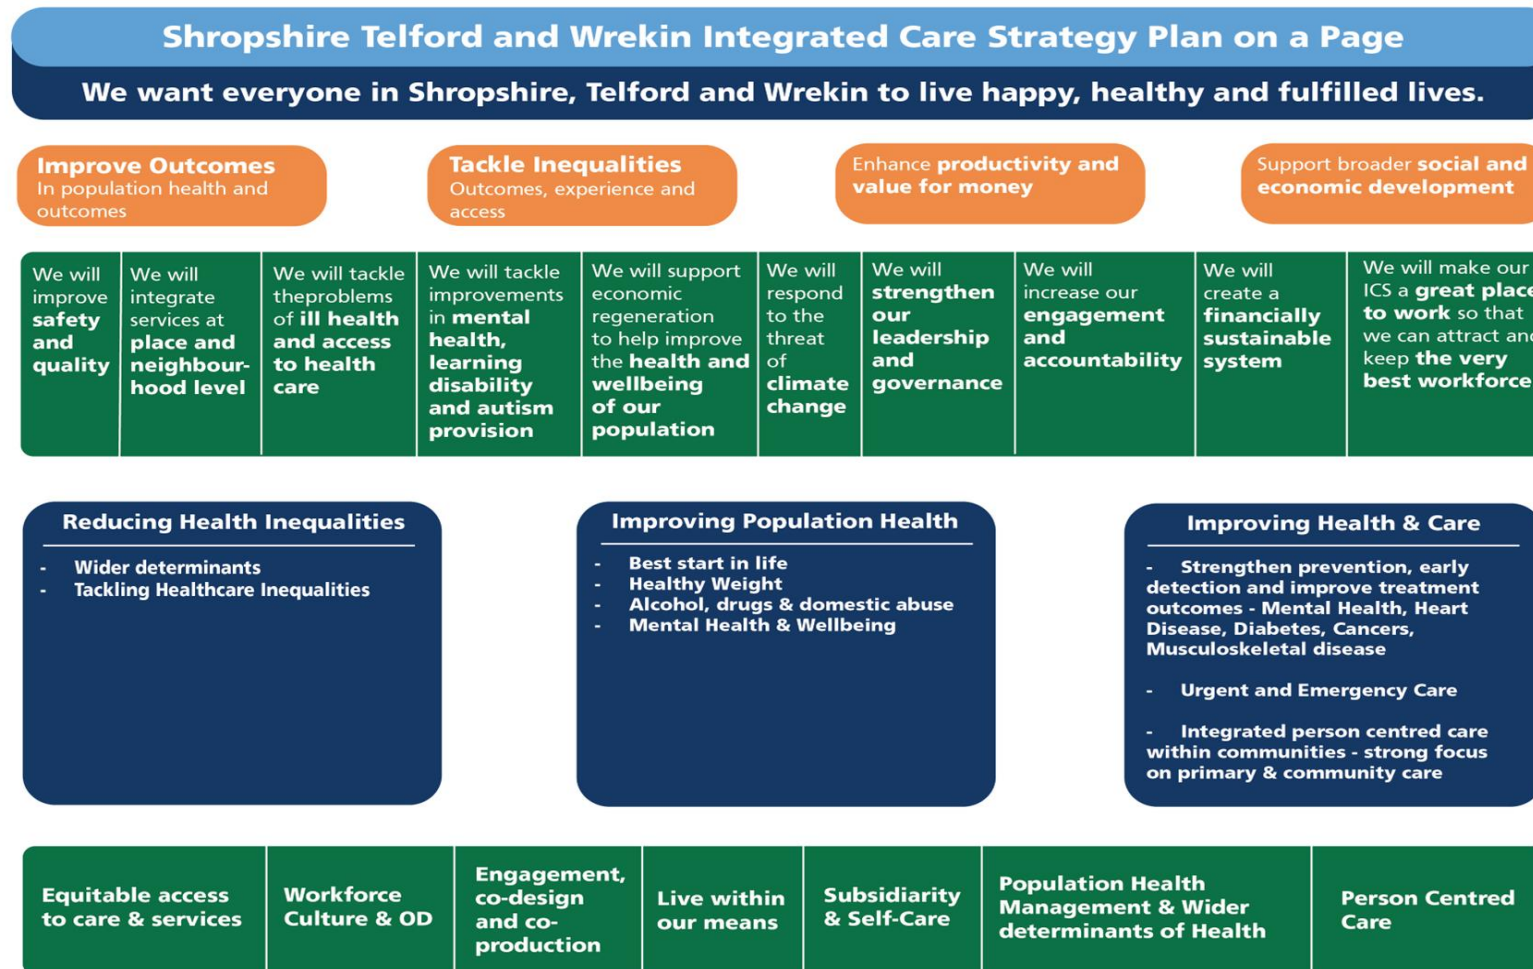 Shropshire Telford and Wrekin Integrated Care Strategy Plan on a Page
We want everyone in Shropshire, Telford and Wrekin to live happy, healthy and fulfilled lives.
Improve Outcomes
In population health and
outcomes
Tackle Inequalities
Outcomes, experience and
access
Enhance productivity and
value for money
Support broader social and
economic development
We will
improve
safety
and
quality
We will
integrate
services at
place and
neighbour-
hood level
We will tackle
theproblems
of ill health
and access
to health
care
We will tackle
improvements
in mental
health,
learning
disability
and autism
provision
We will support
economic
regeneration
to help improve
the health and
wellbeing
of our
population
We will
respond
to the
threat
of
climate
change
We will
strengthen
our
leadership
and
governance
We will
increase our
engagement
and
accountability
We will
create a
financially
sustainable
system
We will make our
ICS a great place
to work so that
we can attract and
keep the very
best workforce
Reducing Health Inequalities
- Wider determinants
- Tackling Healthcare Inequalities
Improving Population Health
- Best start in life
- Healthy Weight
- Alcohol, drugs & domestic abuse
- Mental Health & Wellbeing
Improving Health & Care
- Strengthen prevention, early
detection and improve treatment
outcomes - Mental Health, Heart
Disease, Diabetes, Cancers,
Musculoskeletal disease
- Urgent and Emergency Care
- Integrated person centred care
within communities - strong focus
on primary & community care
Equitable access
to care & services
Workforce
Culture & OD
Engagement,
co-design
and co-
production
Live within
our means
Subsidiarity
& Self-Care
Population Health
Management & Wider
determinants of Health
Person Centred
Care